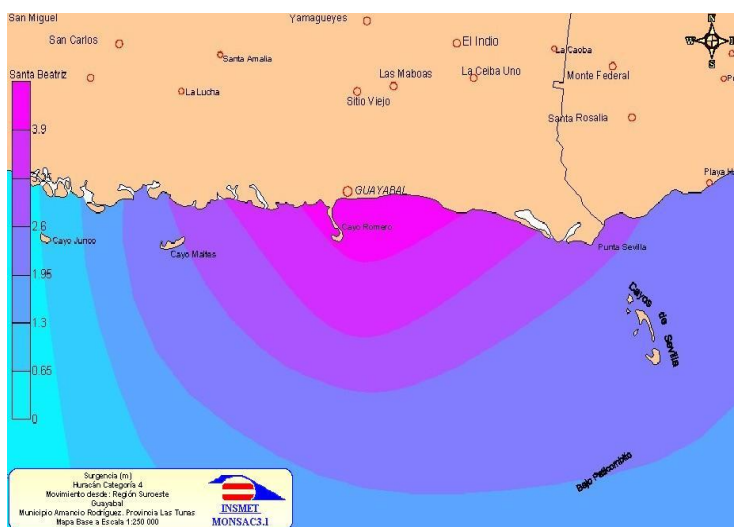 San Miguel
Yamagueyes
San Carlos
El Indio
N
W
E
S
La Caoba
Santa Amalia
Santa Beatriz
Las Maboas
La Ceiba Uno
Monte Federal
La Lucha
Sitio Viejo
Santa Rosalia
3.9
Playa H
GUAYABAL
2.6
Cayo Romero
Cayo Junco
Cayo Maites
Punta Sevilla
1.95
Cayos de Sevilla
1.3
0.65
0
Surgencia (m)
Huracán Categoría 4
Movimiento desde: Región Suroeste
Guayabal
Municipio Amancio Rodríguez. Provincia Las Tunas
Mapa Base a Escala 1:250 000
INSMET
MONSAC3.1